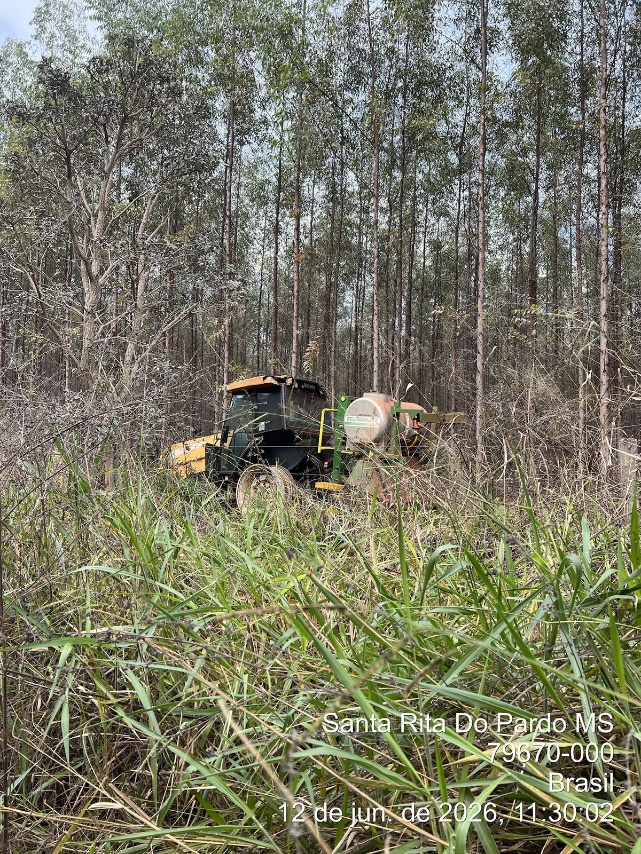 Santa Rita Do Pardo MS
79670-000
Brasil
12 de jun. de 2026, 11:30:02